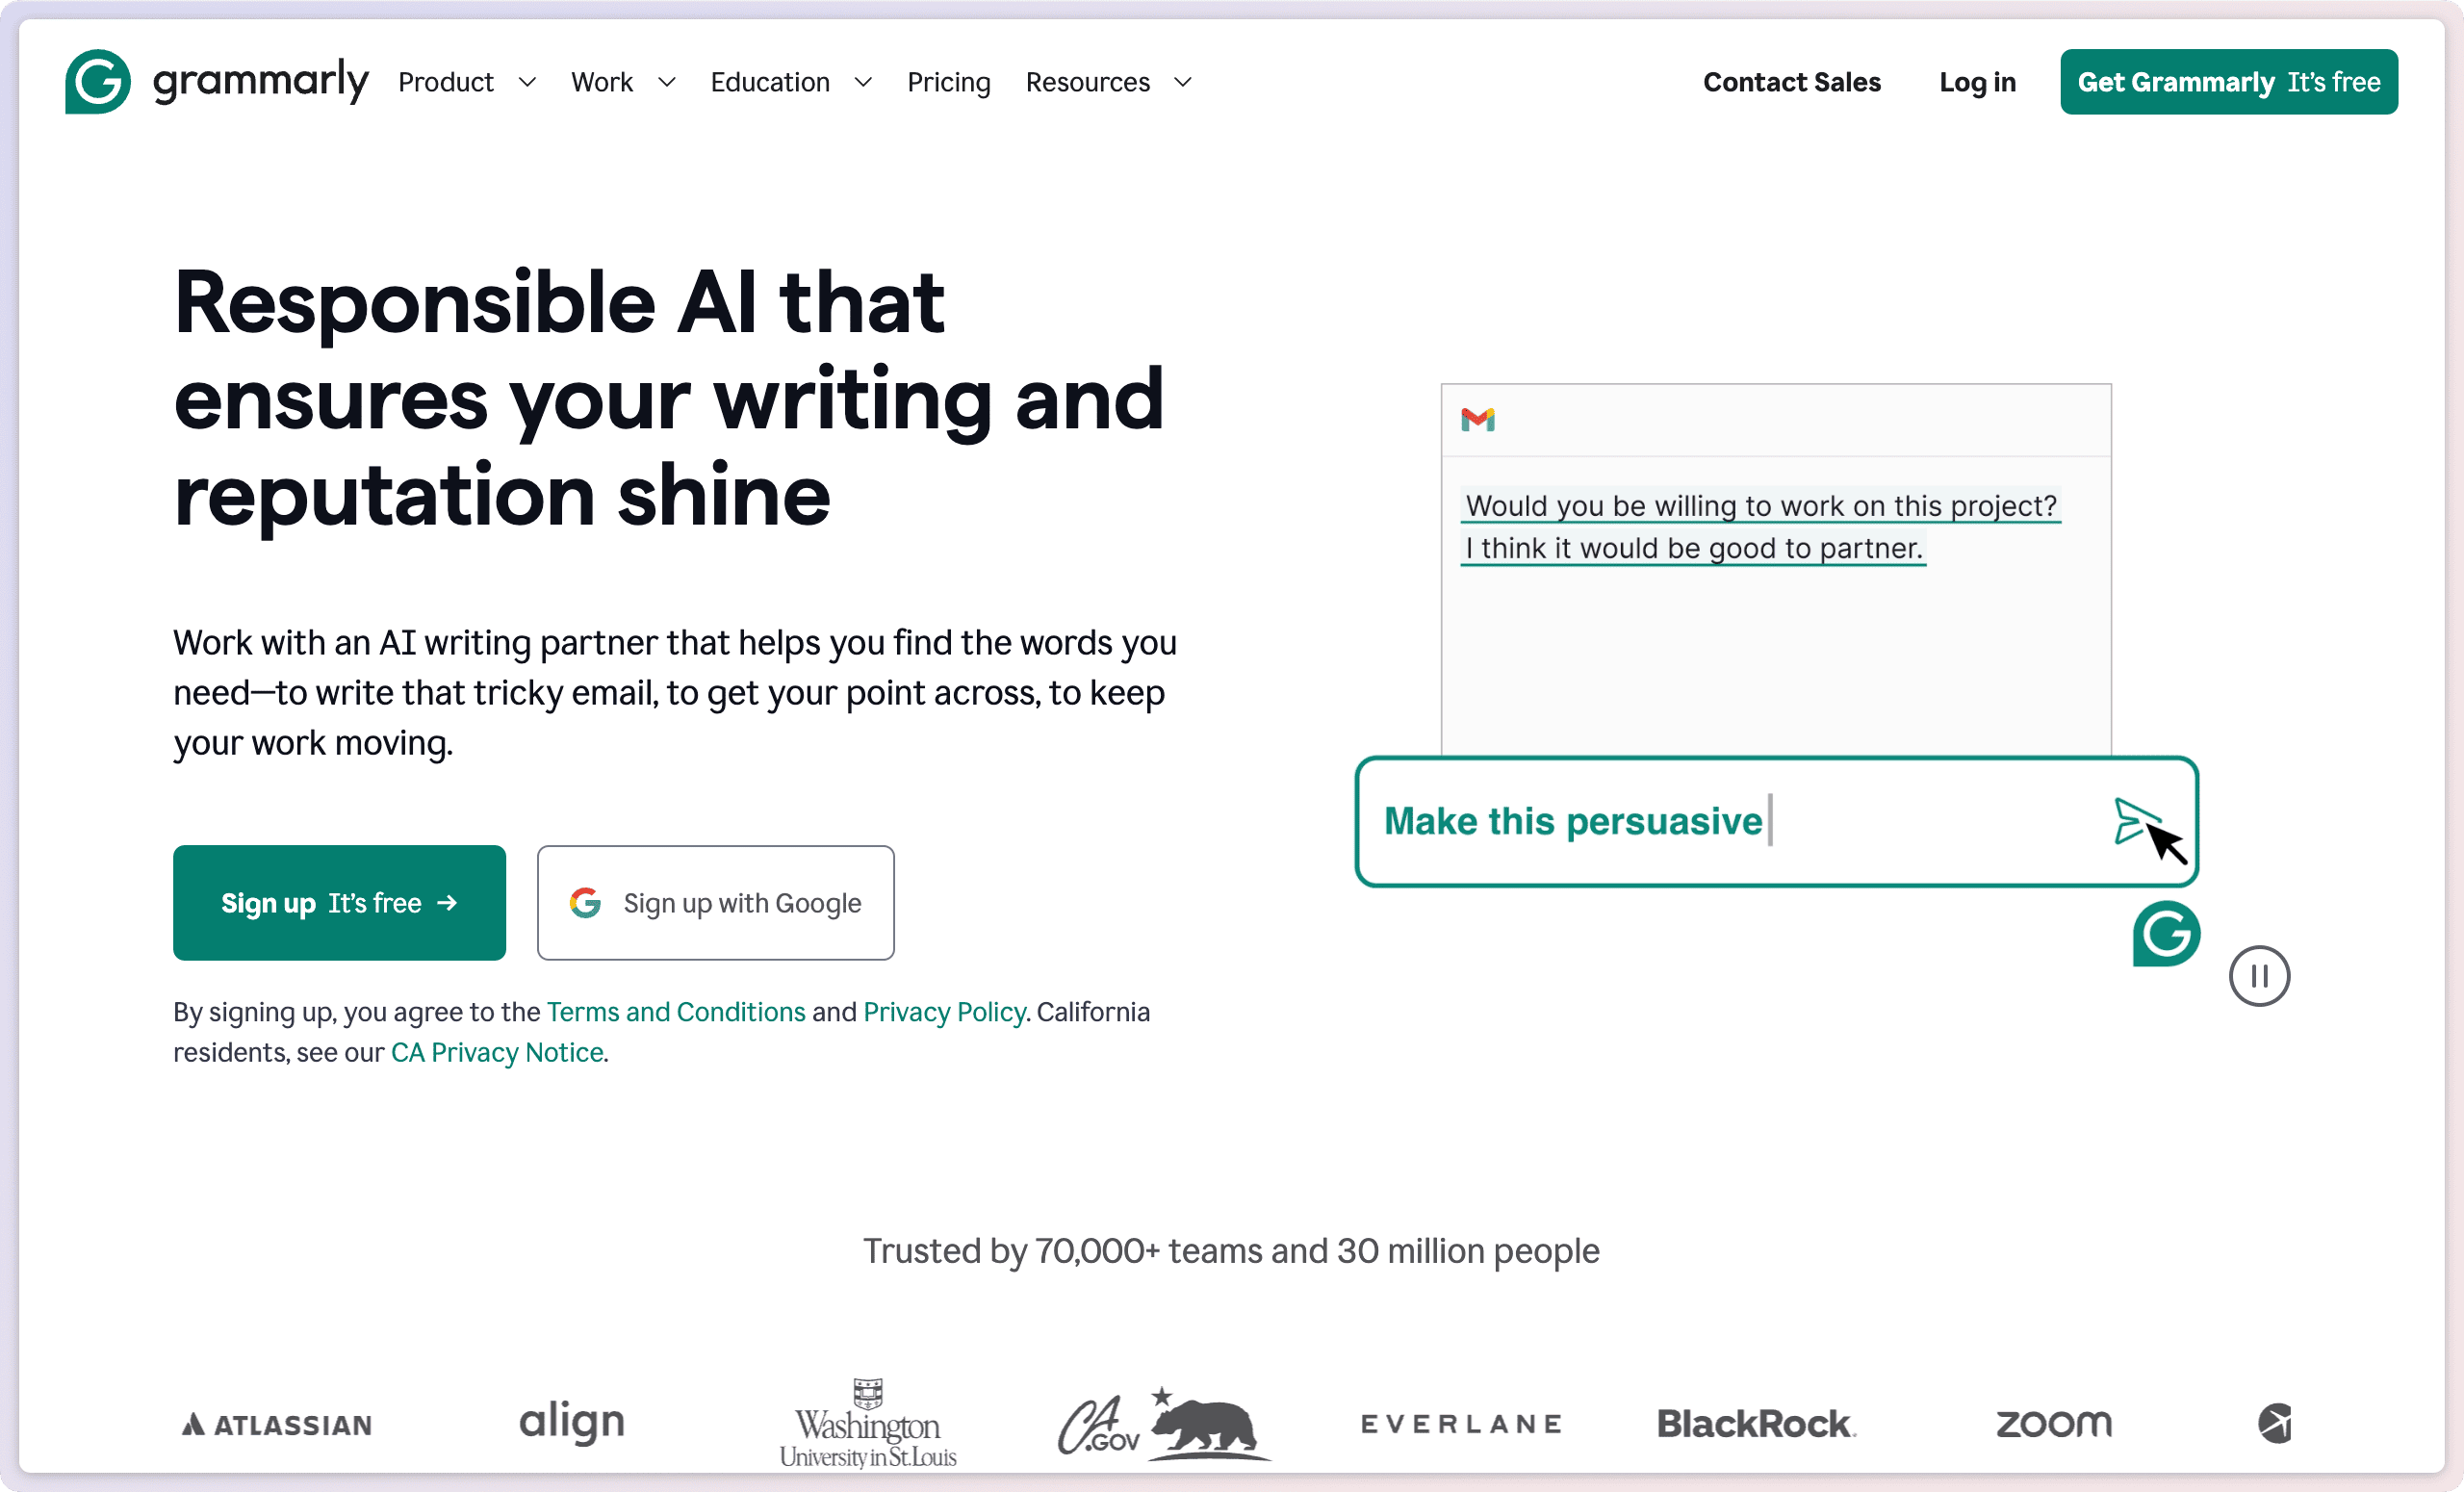 grammarly
Product
Work
Education
Pricing
Resources
Contact Sales
Log in
Get Grammarly It's free
Responsible AI that
ensures your writing and
reputation shine
Work with an AI writing partner that helps you find the words you
need—to write that tricky email, to get your point across, to keep
your work moving.
Sign up It's free →
Sign up with Google
By signing up, you agree to the Terms and Conditions and Privacy Policy. California
residents, see our CA Privacy Notice.
Would you be willing to work on this project?
I think it would be good to partner.
Make this persuasive
Trusted by 70,000+ teams and 30 million people
ATLASSIAN
align
Washington
University in St. Louis
CA
.GOV
EVERLANE
BlackRock.
zoom